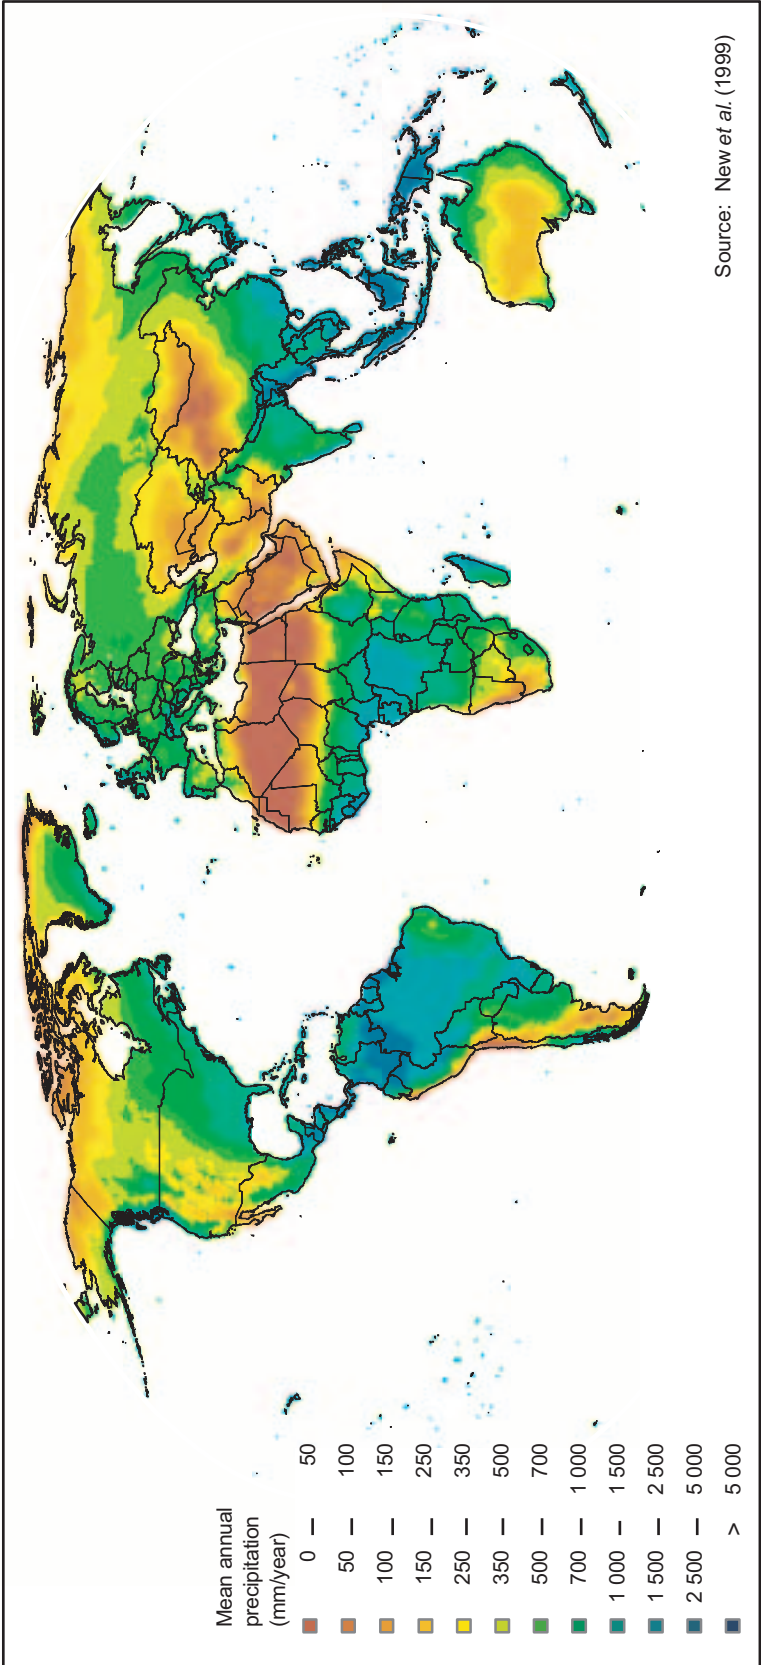 Mean annual
precipitation
(mm/year)
0 – 50
50 – 100
100 – 150
150 – 250
250 – 350
350 – 500
500 – 700
700 – 1 000
1 000 – 1 500
1 500 – 2 500
2 500 – 5 000
> 5 000
Source: New et al. (1999)